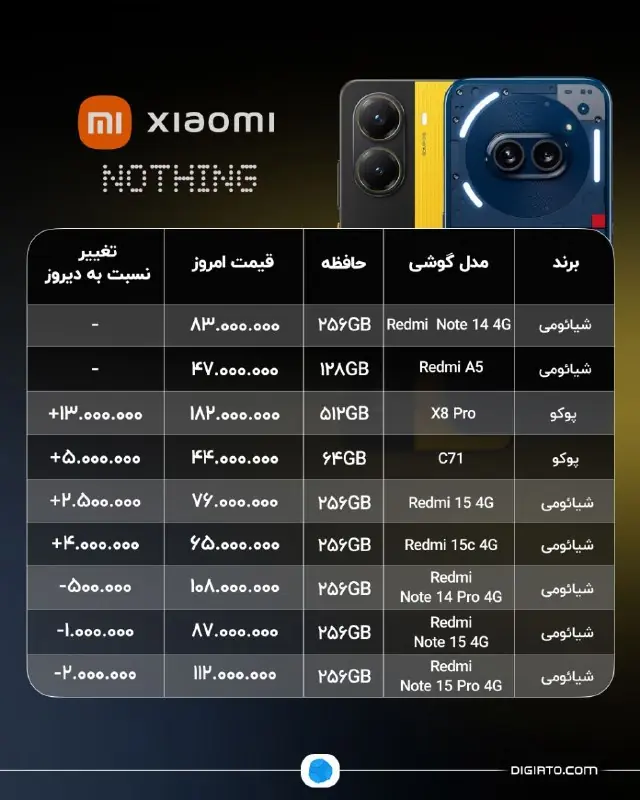 mi xiaomi
NOTHING
برند مدل گوشی حافظه قیمت امروز تغییر نسبت به دیروز
شیائومی Redmi Note 14 4G ۲۵۶GB ۸۳.۰۰۰.۰۰۰ -
شیائومی Redmi A5 ۱۲۸GB ۴۷.۰۰۰.۰۰۰ -
پوکو X8 Pro ۵۱۲GB ۱۸۲.۰۰۰.۰۰۰ +۱۳.۰۰۰.۰۰۰
پوکو C71 ۶۴GB ۴۴.۰۰۰.۰۰۰ +۵.۰۰۰.۰۰۰
شیائومی Redmi 15 4G ۲۵۶GB ۷۶.۰۰۰.۰۰۰ +۲.۵۰۰.۰۰۰
شیائومی Redmi 15c 4G ۲۵۶GB ۶۵.۰۰۰.۰۰۰ +۴.۰۰۰.۰۰۰
شیائومی Redmi Note 14 Pro 4G ۲۵۶GB ۱۰۸.۰۰۰.۰۰۰ -۵۰۰.۰۰۰
شیائومی Redmi Note 15 4G ۲۵۶GB ۸۷.۰۰۰.۰۰۰ -۱.۰۰۰.۰۰۰
شیائومی Redmi Note 15 Pro 4G ۲۵۶GB ۱۱۲.۰۰۰.۰۰۰ -۲.۰۰۰.۰۰۰
DIGIATO.COM